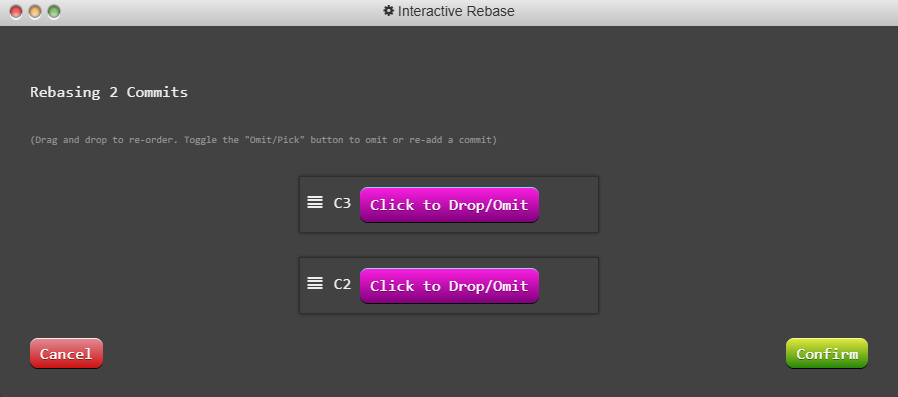 Interactive Rebase
Rebasing 2 Commits
(Drag and drop to re-order. Toggle the "Omit/Pick" button to omit or re-add a commit)
C3 Click to Drop/Omit
C2 Click to Drop/Omit
Cancel Confirm